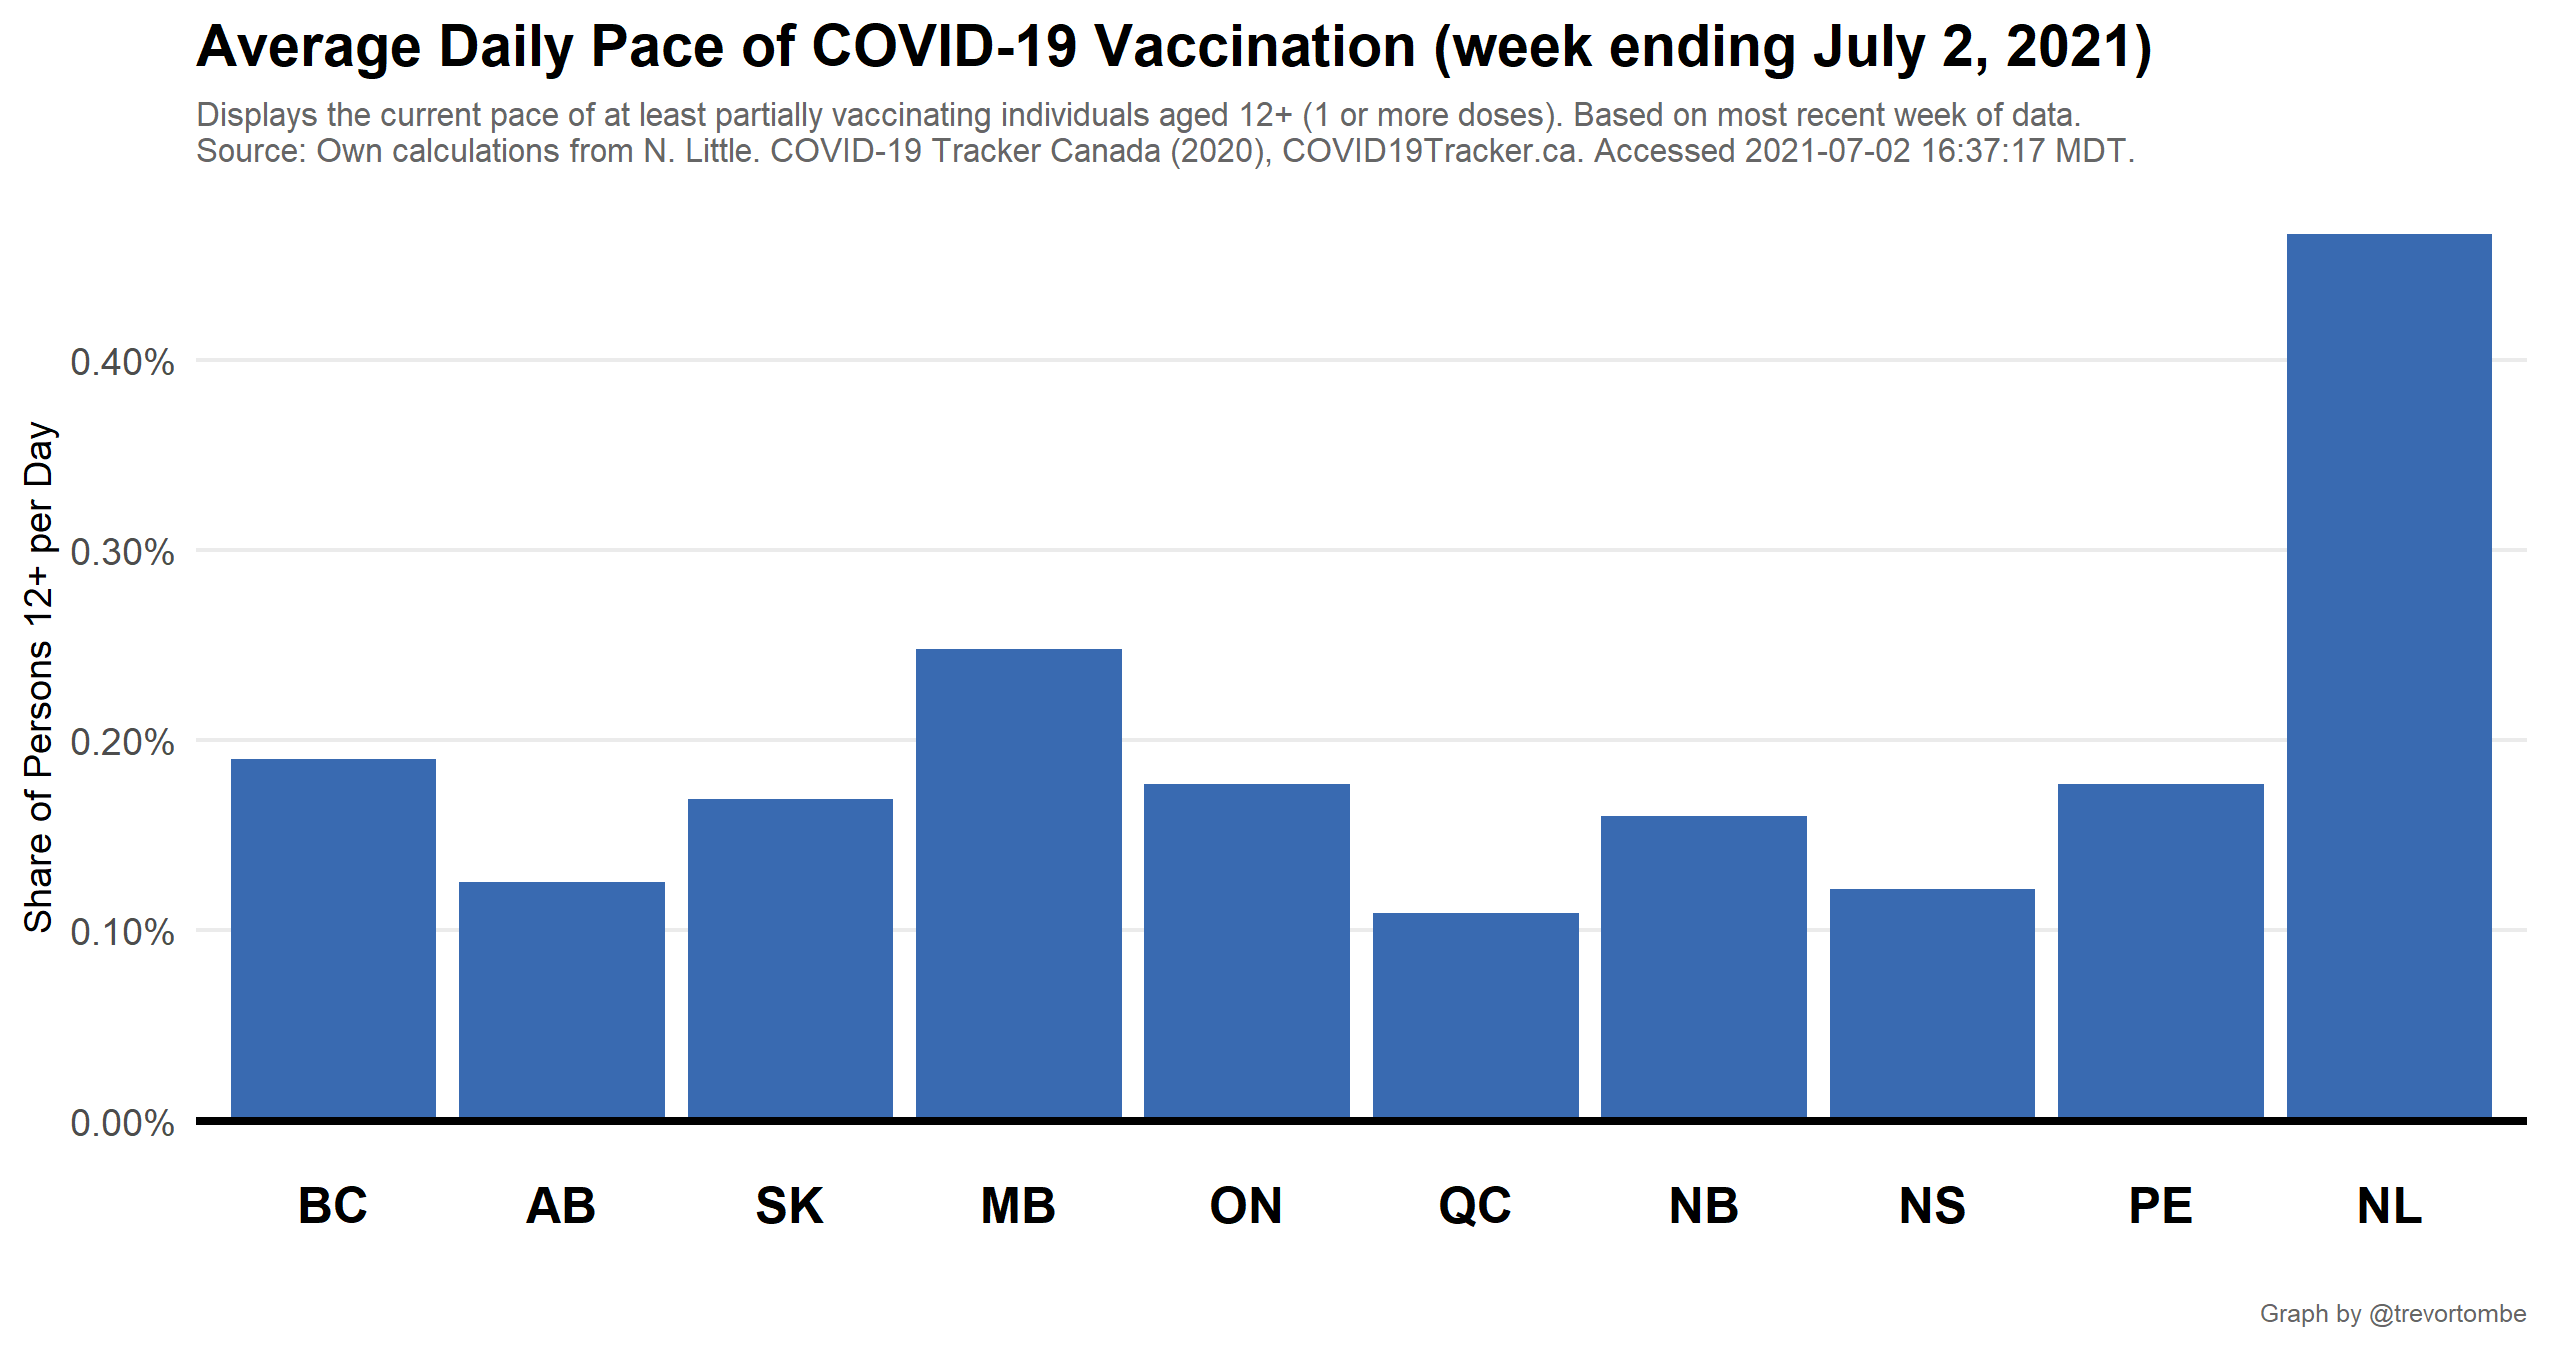 Average Daily Pace of COVID-19 Vaccination (week ending July 2, 2021)
Displays the current pace of at least partially vaccinating individuals aged 12+ (1 or more doses). Based on most recent week of data.
Source: Own calculations from N. Little. COVID-19 Tracker Canada (2020), COVID19Tracker.ca. Accessed 2021-07-02 16:37:17 MDT.
Share of Persons 12+ per Day
0.40%
0.30%
0.20%
0.10%
0.00%
BC AB SK MB ON QC NB NS PE NL
Graph by @trevortombe